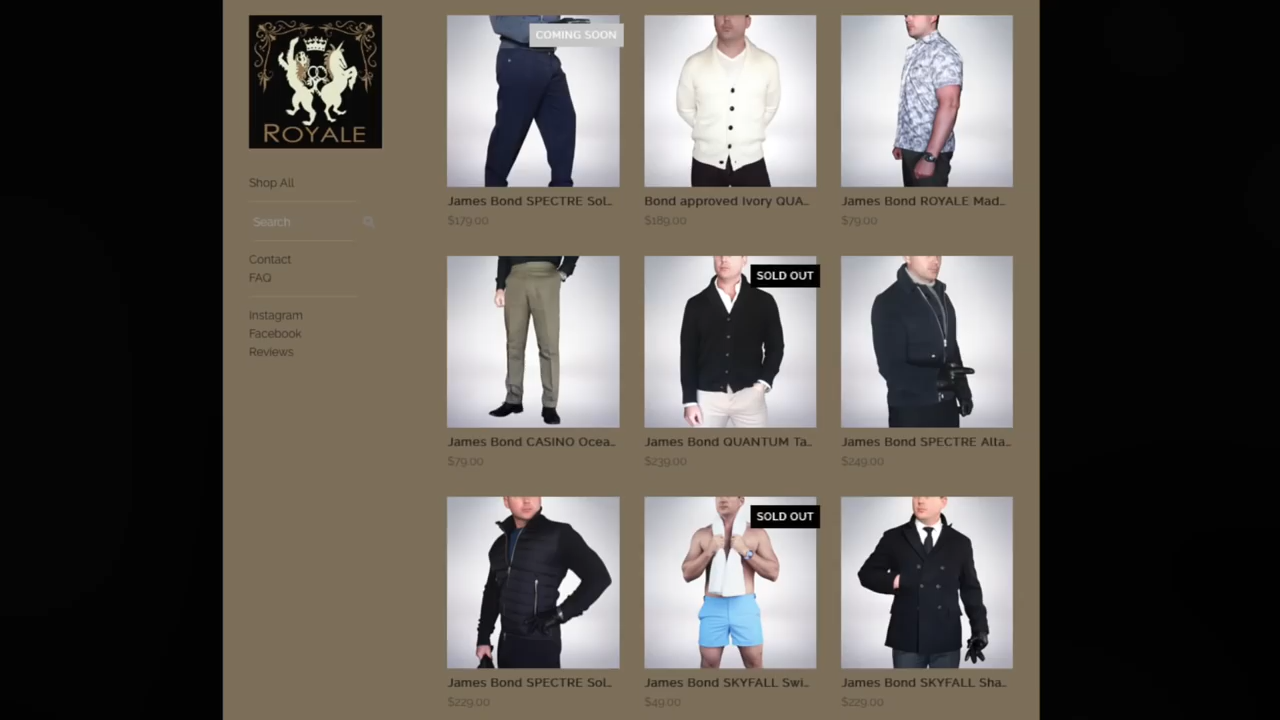 ROYALE
Shop All
Search
Contact
FAQ
Instagram
Facebook
Reviews
COMING SOON
James Bond SPECTRE Sol...
$179.00
Bond approved Ivory QUA...
$189.00
James Bond ROYALE Mad...
$79.00
James Bond CASINO Ocea...
$79.00
SOLD OUT
James Bond QUANTUM Ta...
$239.00
James Bond SPECTRE Alta...
$249.00
James Bond SPECTRE Sol...
$229.00
SOLD OUT
James Bond SKYFALL Swi...
$49.00
James Bond SKYFALL Sha...
$229.00